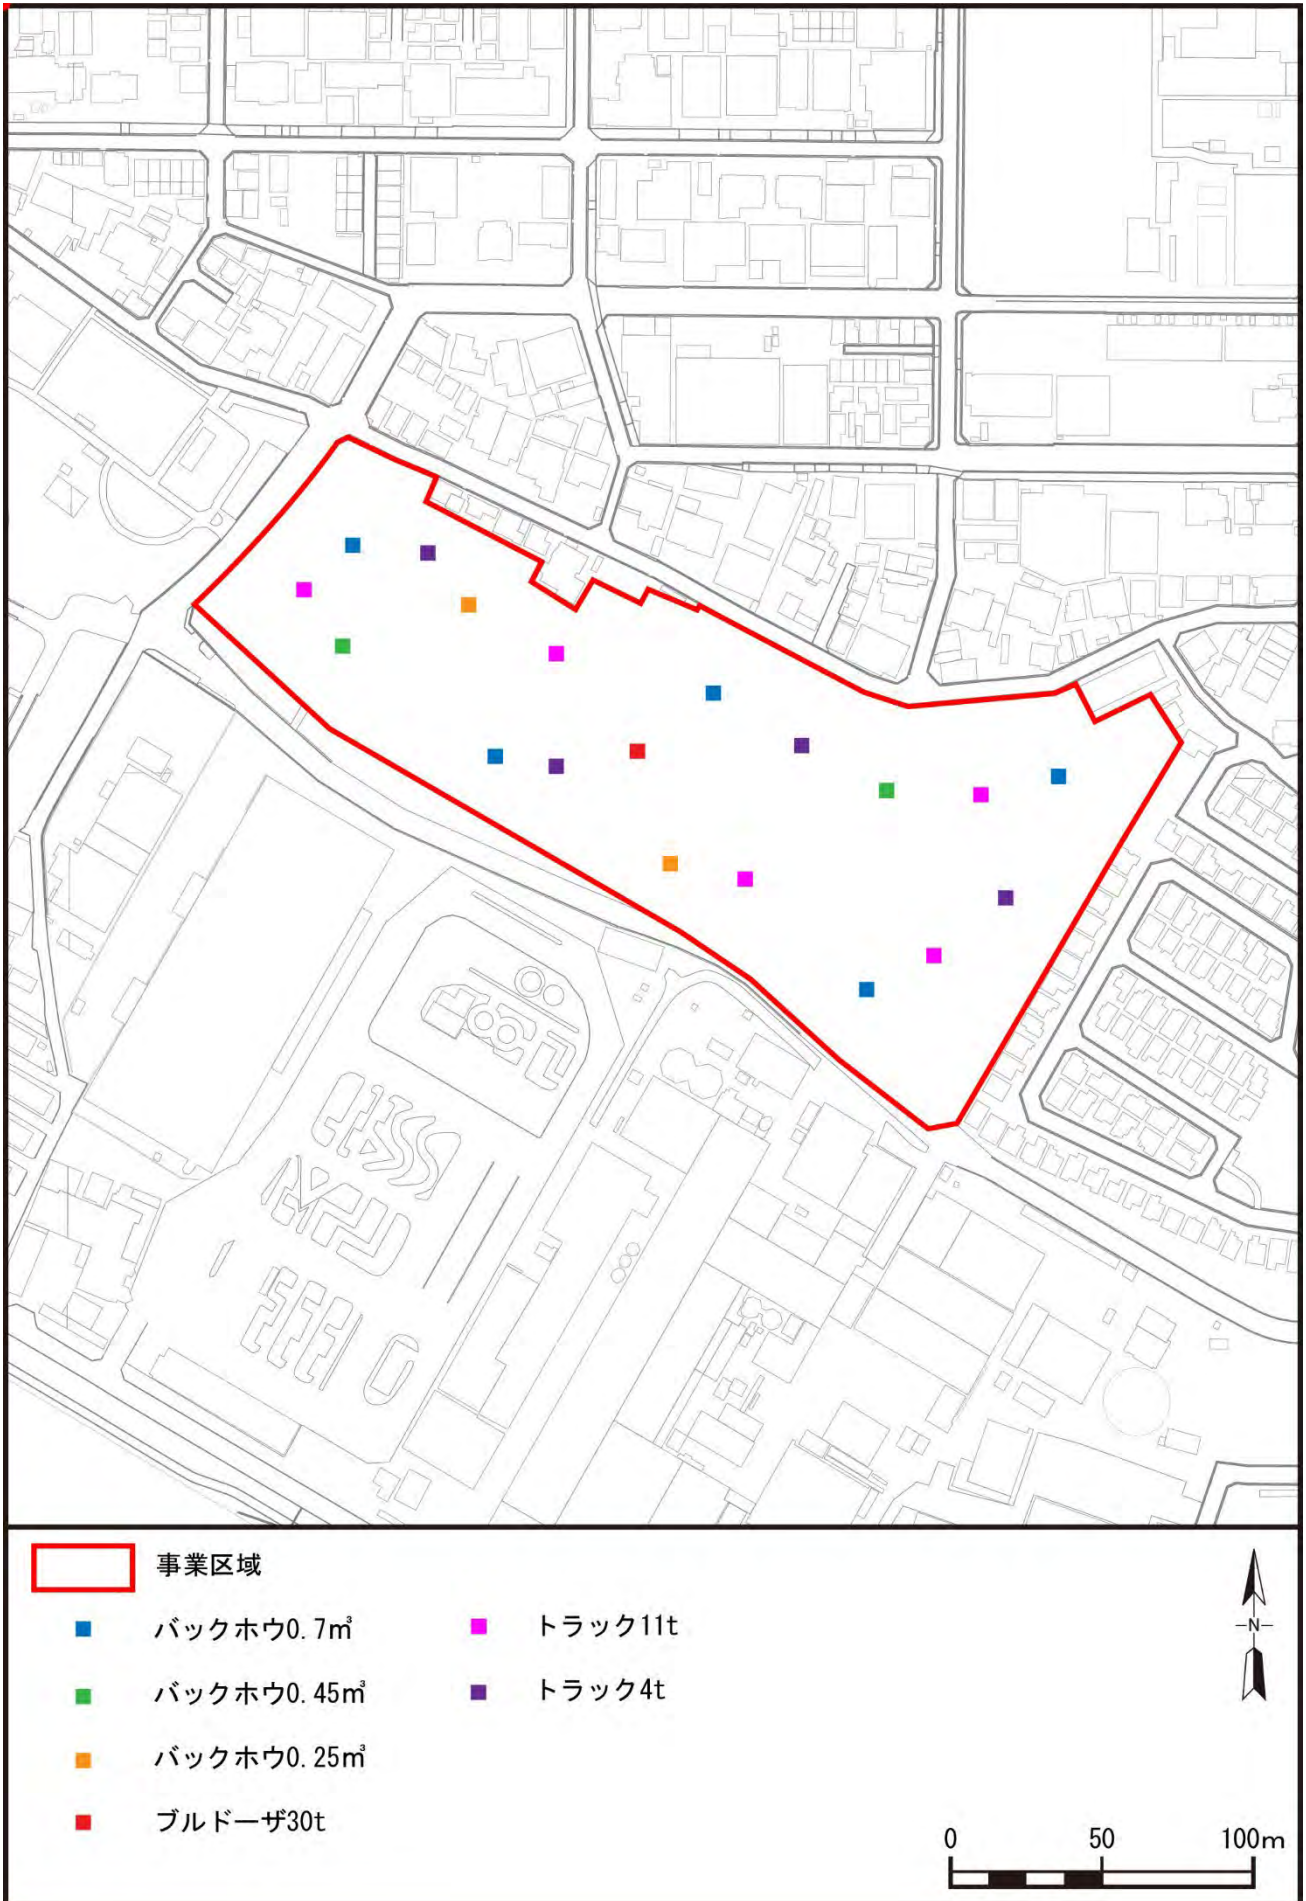 事業区域
バックホウ0.7㎥
トラック11t
バックホウ0.45㎥
トラック4t
バックホウ0.25㎥
ブルドーザ30t
N
0 50 100m